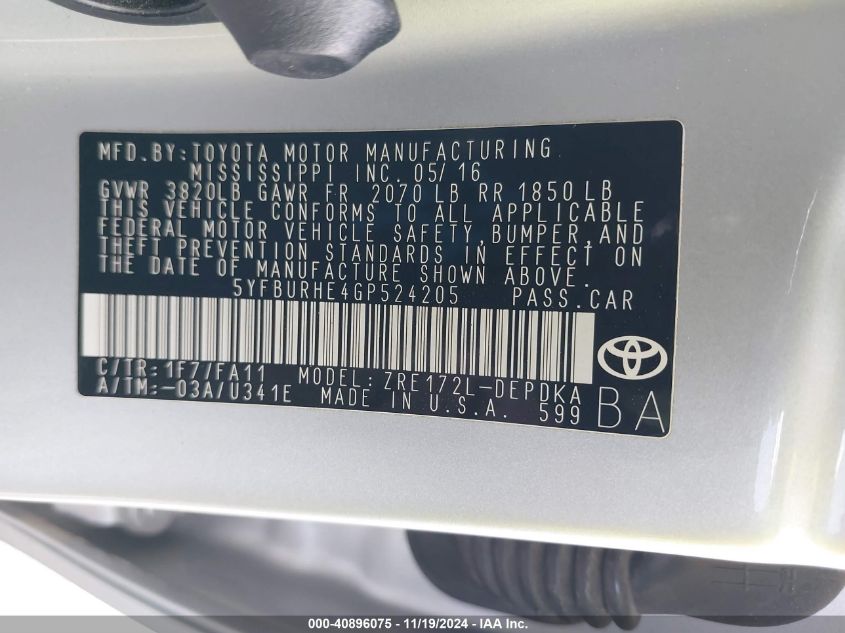 MFD. BY: TOYOTA MOTOR MANUFACTURING
MISSISSIPPI INC. 05/16
GVWR 3820LB GAWR FR 2070 LB RR 1850 LB
THIS VEHICLE CONFORMS TO ALL APPLICABLE
FEDERAL MOTOR VEHICLE SAFETY, BUMPER, AND
THEFT PREVENTION STANDARDS IN EFFECT ON
THE DATE OF MANUFACTURE SHOWN ABOVE.
5YFBURHE4GP524205 PASS. CAR
C/TR: 1F7/FA11 MODEL: ZRE172L-DEPDKA
A/TM: -03A/U341E MADE IN U.S.A. 599
BA
000-40896075 - 11/19/2024 - IAA Inc.